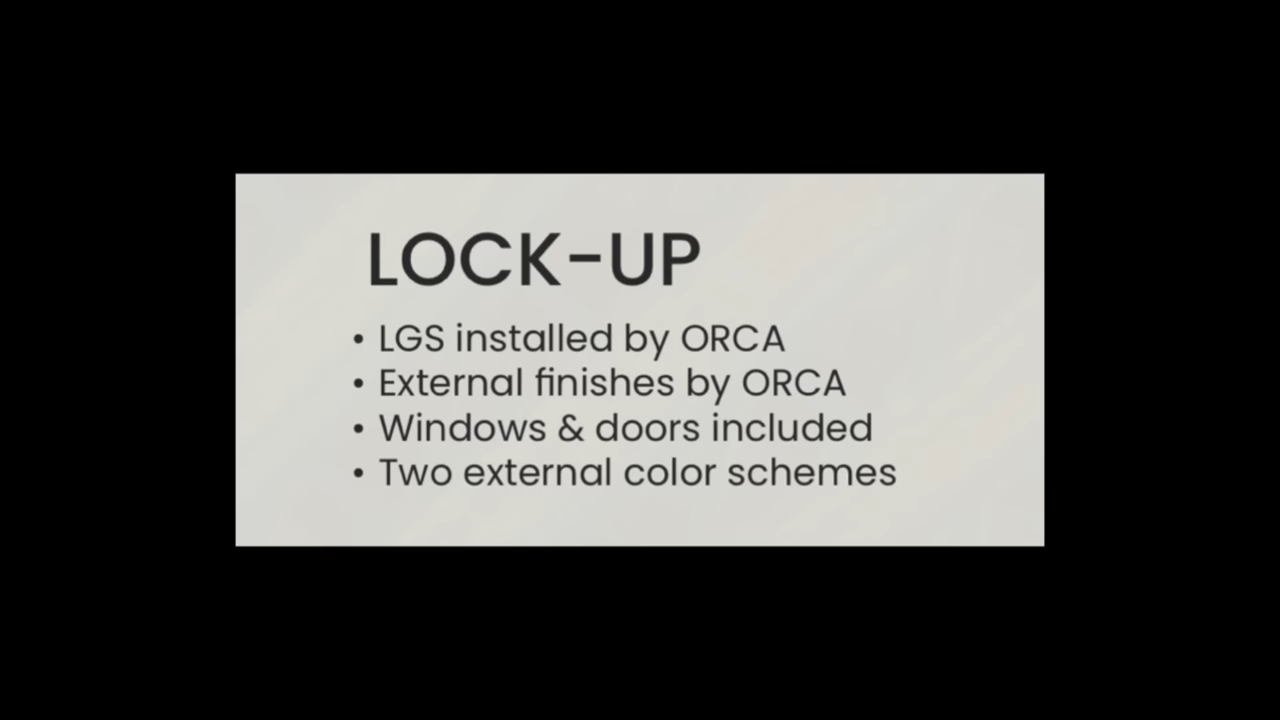 LOCK-UP
• LGS installed by ORCA
• External finishes by ORCA
• Windows & doors included
• Two external color schemes